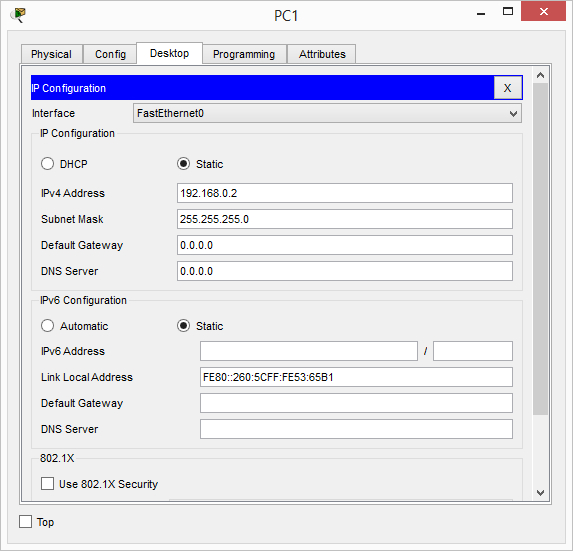 PC1
Physical Config Desktop Programming Attributes
IP Configuration X
Interface FastEthernet0
IP Configuration
DHCP Static
IPv4 Address 192.168.0.2
Subnet Mask 255.255.255.0
Default Gateway 0.0.0.0
DNS Server 0.0.0.0
IPv6 Configuration
Automatic Static
IPv6 Address /
Link Local Address FE80::260:5CFF:FE53:65B1
Default Gateway
DNS Server
802.1X
Use 802.1X Security
Top